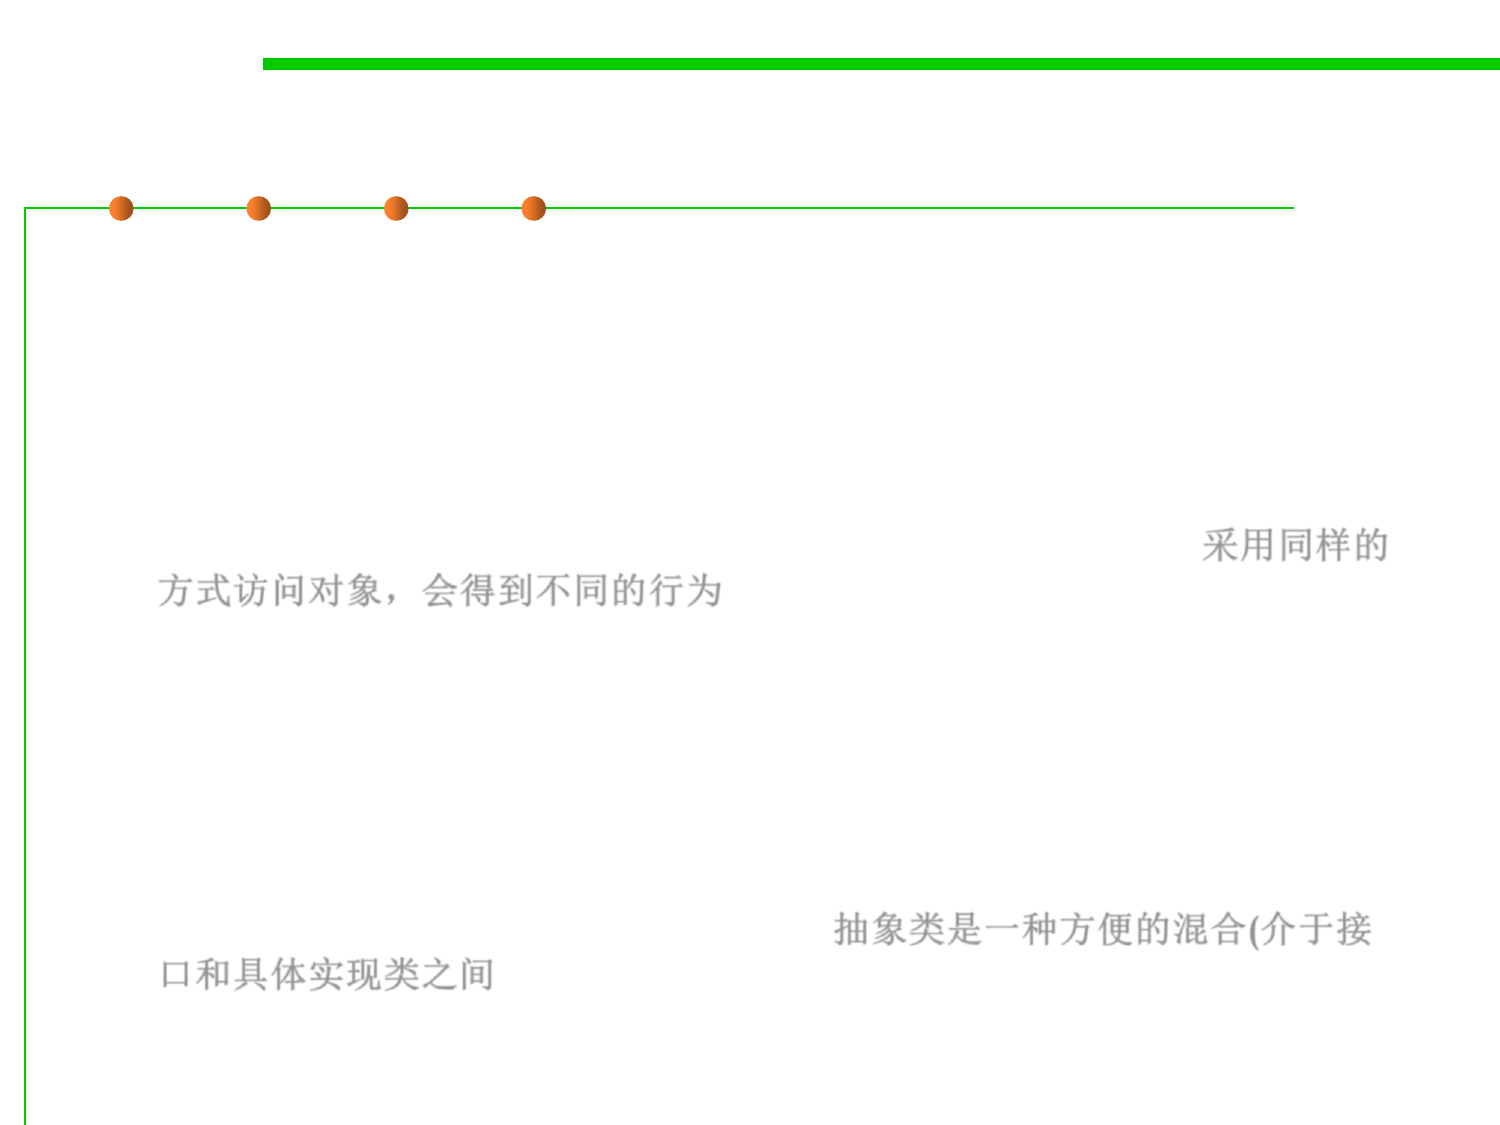 采用同样的
方式访问对象，会得到不同的行为
抽象类是一种方便的混合(介于接
口和具体实现类之间